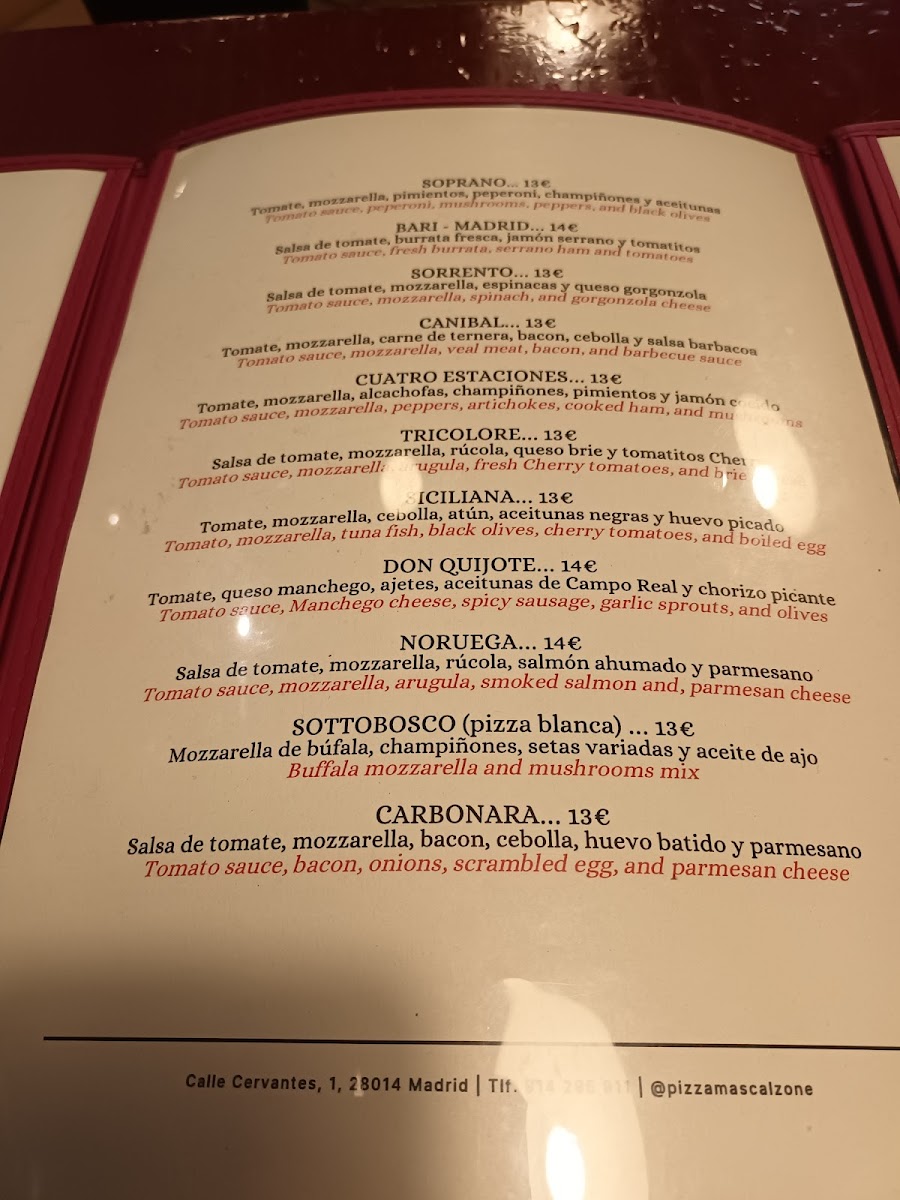 SOPRANO... 13€
Tomate, mozzarella, pimientos, peperoni, champiñones y aceitunas
Tomato sauce, peperoni, mushrooms, peppers, and black olives
BARI - MADRID... 14€
Salsa de tomate, burrata fresca, jamón serrano y tomatitos
Tomato sauce, fresh burrata, serrano ham and tomatoes
SORRENTO... 13€
Salsa de tomate, mozzarella, espinacas y queso gorgonzola
Tomato sauce, mozzarella, spinach, and gorgonzola cheese
CANIBAL... 13€
Tomate, mozzarella, carne de ternera, bacon, cebolla y salsa barbacoa
Tomato sauce, mozzarella, veal meat, bacon, and barbecue sauce
CUATRO ESTACIONES... 13€
Tomate, mozzarella, alcachofas, champiñones, pimientos y jamón
Tomato sauce, mozzarella, peppers, artichokes, cooked ham, and
TRICOLORE... 13€
Salsa de tomate, mozzarella, rúcola, queso brie y tomatitos
Tomato sauce, mozzarella, arugula, fresh Cherry tomatoes, and brie
SICILIANA... 13€
Tomate, mozzarella, cebolla, atún, aceitunas negras y huevo picado
Tomato, mozzarella, tuna fish, black olives, cherry tomatoes, and boiled egg
DON QUIJOTE... 14€
Tomate, queso manchego, ajetes, aceitunas de Campo Real y chorizo picante
Tomato sauce, Manchego cheese, spicy sausage, garlic sprouts, and olives
NORUEGA... 14€
Salsa de tomate, mozzarella, rúcola, salmón ahumado y parmesano
Tomato sauce, mozzarella, arugula, smoked salmon and, parmesan cheese
SOTTOBOSCO (pizza blanca) ... 13€
Mozzarella de búfala, champiñones, setas variadas y aceite de ajo
Buffala mozzarella and mushrooms mix
CARBONARA... 13€
Salsa de tomate, mozzarella, bacon, cebolla, huevo batido y parmesano
Tomato sauce, bacon, onions, scrambled egg, and parmesan cheese
Calle Cervantes, 1, 28014 Madrid | Tlf. | @pizzamascalzone